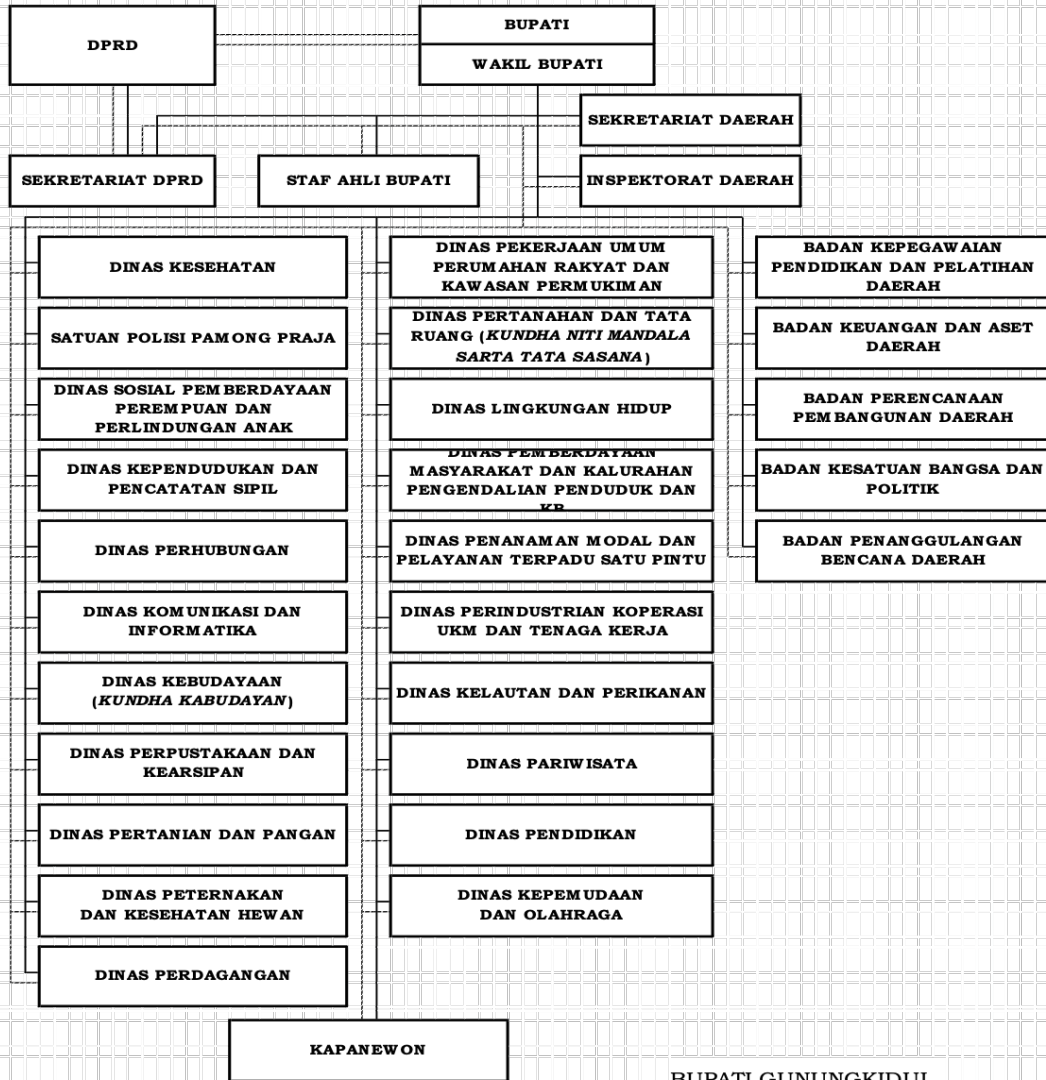 DPRD
BUPATI
WAKIL BUPATI
SEKRETARIAT DAERAH
SEKRETARIAT DPRD
STAF AHLI BUPATI
INSPEKTORAT DAERAH
DINAS KESEHATAN
SATUAN POLISI PAMONG PRAJA
DINAS SOSIAL PEMBERDAYAAN
PEREMPUAN DAN
PERLINDUNGAN ANAK
DINAS KEPENDUDUKAN DAN
PENCATATAN SIPIL
DINAS PERHUBUNGAN
DINAS KOMUNIKASI DAN
INFORMATIKA
DINAS KEBUDAYAAN
(KUNDHA KABUDAYAN)
DINAS PERPUSTAKAAN DAN
KEARSIPAN
DINAS PERTANIAN DAN PANGAN
DINAS PETERNAKAN
DAN KESEHATAN HEWAN
DINAS PERDAGANGAN
DINAS PEKERJAAN UMUM
PERUMAHAN RAKYAT DAN
KAWASAN PERMUKIMAN
DINAS PERTANAHAN DAN TATA
RUANG (KUNDHA NITI MANDALA
SARTA TATA SASANA)
DINAS LINGKUNGAN HIDUP
DINAS PEMBERDAYAAN
MASYARAKAT DAN KALURAHAN
PENGENDALIAN PENDUDUK DAN
KB
DINAS PENANAMAN MODAL DAN
PELAYANAN TERPADU SATU PINTU
DINAS PERINDUSTRIAN KOPERASI
UKM DAN TENAGA KERJA
DINAS KELAUTAN DAN PERIKANAN
DINAS PARIWISATA
DINAS PENDIDIKAN
DINAS KEPEMUDAAN
DAN OLAHRAGA
BADAN KEPEGAWAIAN
PENDIDIKAN DAN PELATIHAN
DAERAH
BADAN KEUANGAN DAN ASET
DAERAH
BADAN PERENCANAAN
PEMBANGUNAN DAERAH
BADAN KESATUAN BANGSA DAN
POLITIK
BADAN PENANGGULANGAN
BENCANA DAERAH
KAPANEWON
BUPATI GUNUNGKIDUL